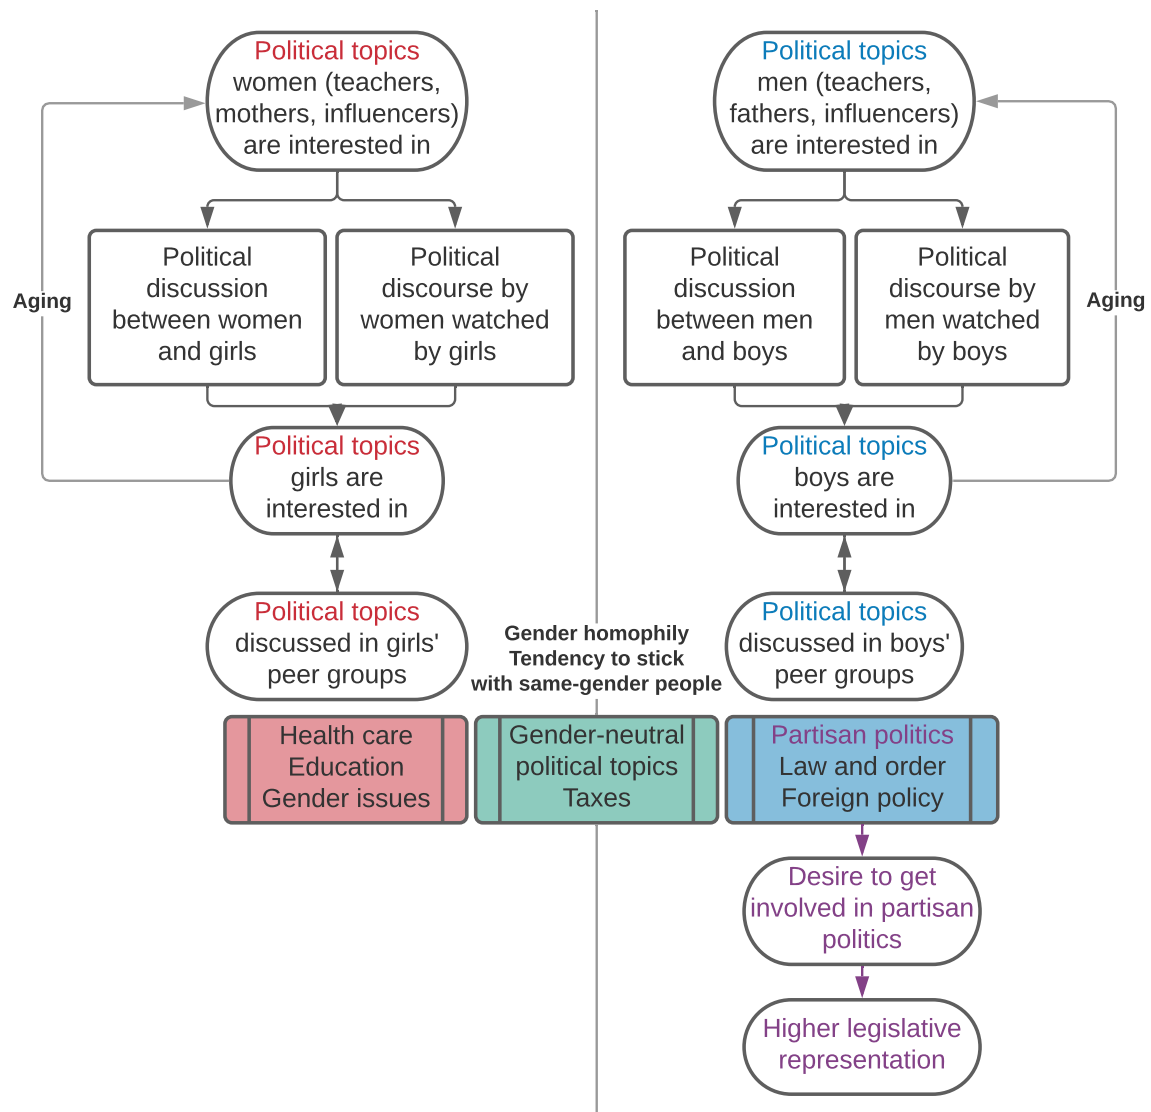 Political topics
women (teachers,
mothers, influencers)
are interested in
Political
discussion
between women
and girls
Political
discourse by
women watched
by girls
Aging
Political topics
girls are
interested in
Political topics
discussed in girls'
peer groups
Political topics
men (teachers,
fathers, influencers)
are interested in
Political
discussion
between men
and boys
Political
discourse by
men watched
by boys
Aging
Political topics
boys are
interested in
Political topics
discussed in boys'
peer groups
Gender homophily
Tendency to stick
with same-gender people
Health care
Education
Gender issues
Gender-neutral
political topics
Taxes
Partisan politics
Law and order
Foreign policy
Desire to get
involved in partisan
politics
Higher legislative
representation